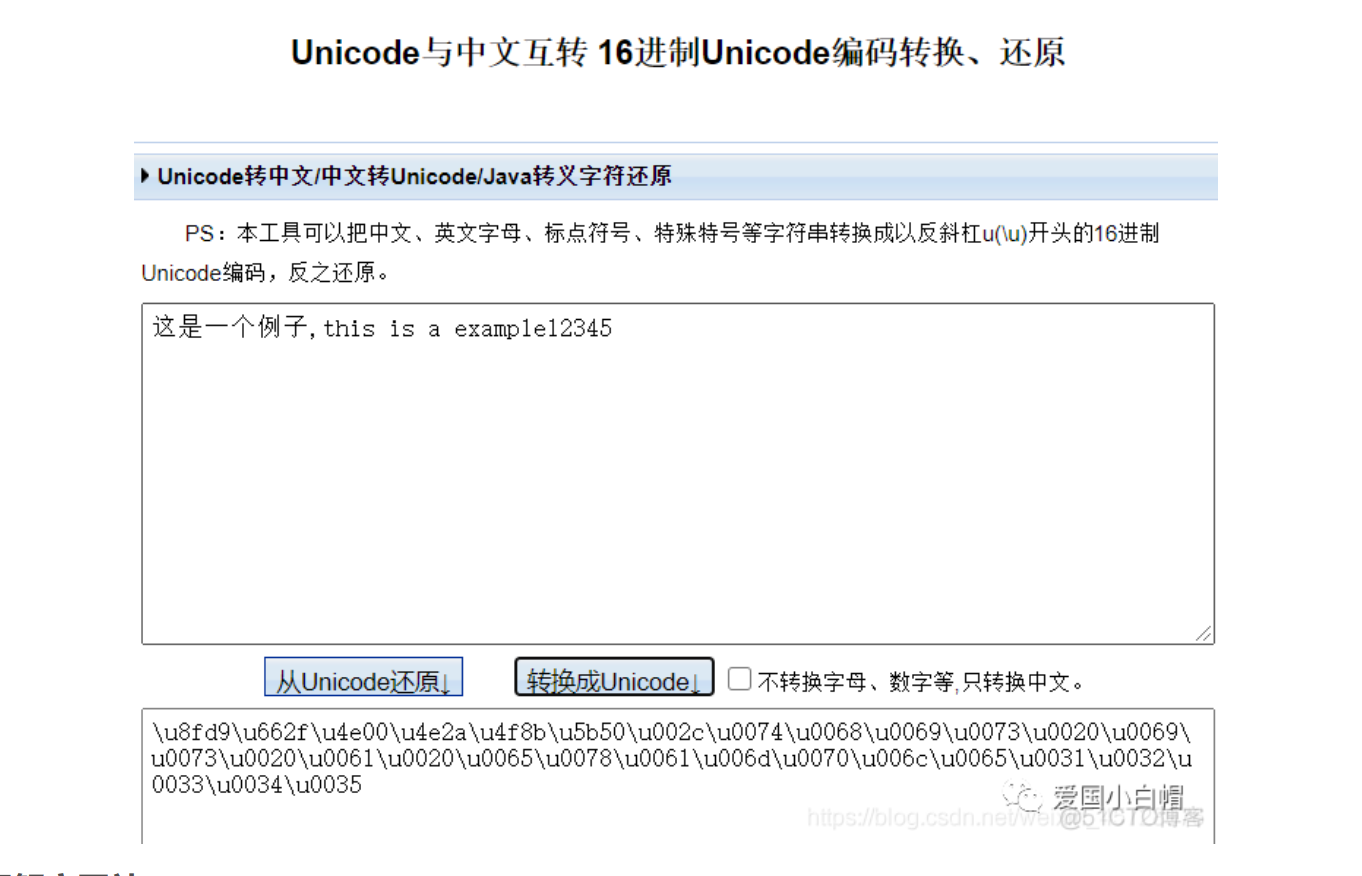 Unicode与中文互转 16进制Unicode编码转换、还原
Unicode转中文/中文转Unicode/Java转义字符还原
PS：本工具可以把中文、英文字母、标点符号、特殊特号等字符串转换成以反斜杠u(\u)开头的16进制
Unicode编码，反之还原。
这是一个例子,this is a example12345
从Unicode还原↓ 转换成Unicode↓ 不转换字母、数字等,只转换中文。
\u8fd9\u662f\u4e00\u4e2a\u4f8b\u5b50\u002c\u0074\u0068\u0069\u0073\u0020\u0069\
u0073\u0020\u0061\u0020\u0065\u0078\u0061\u006d\u0070\u006c\u0065\u0031\u0032\u
0033\u0034\u0035
爱国小白帽
https://blog.csdn.net/wei @51CTO博客